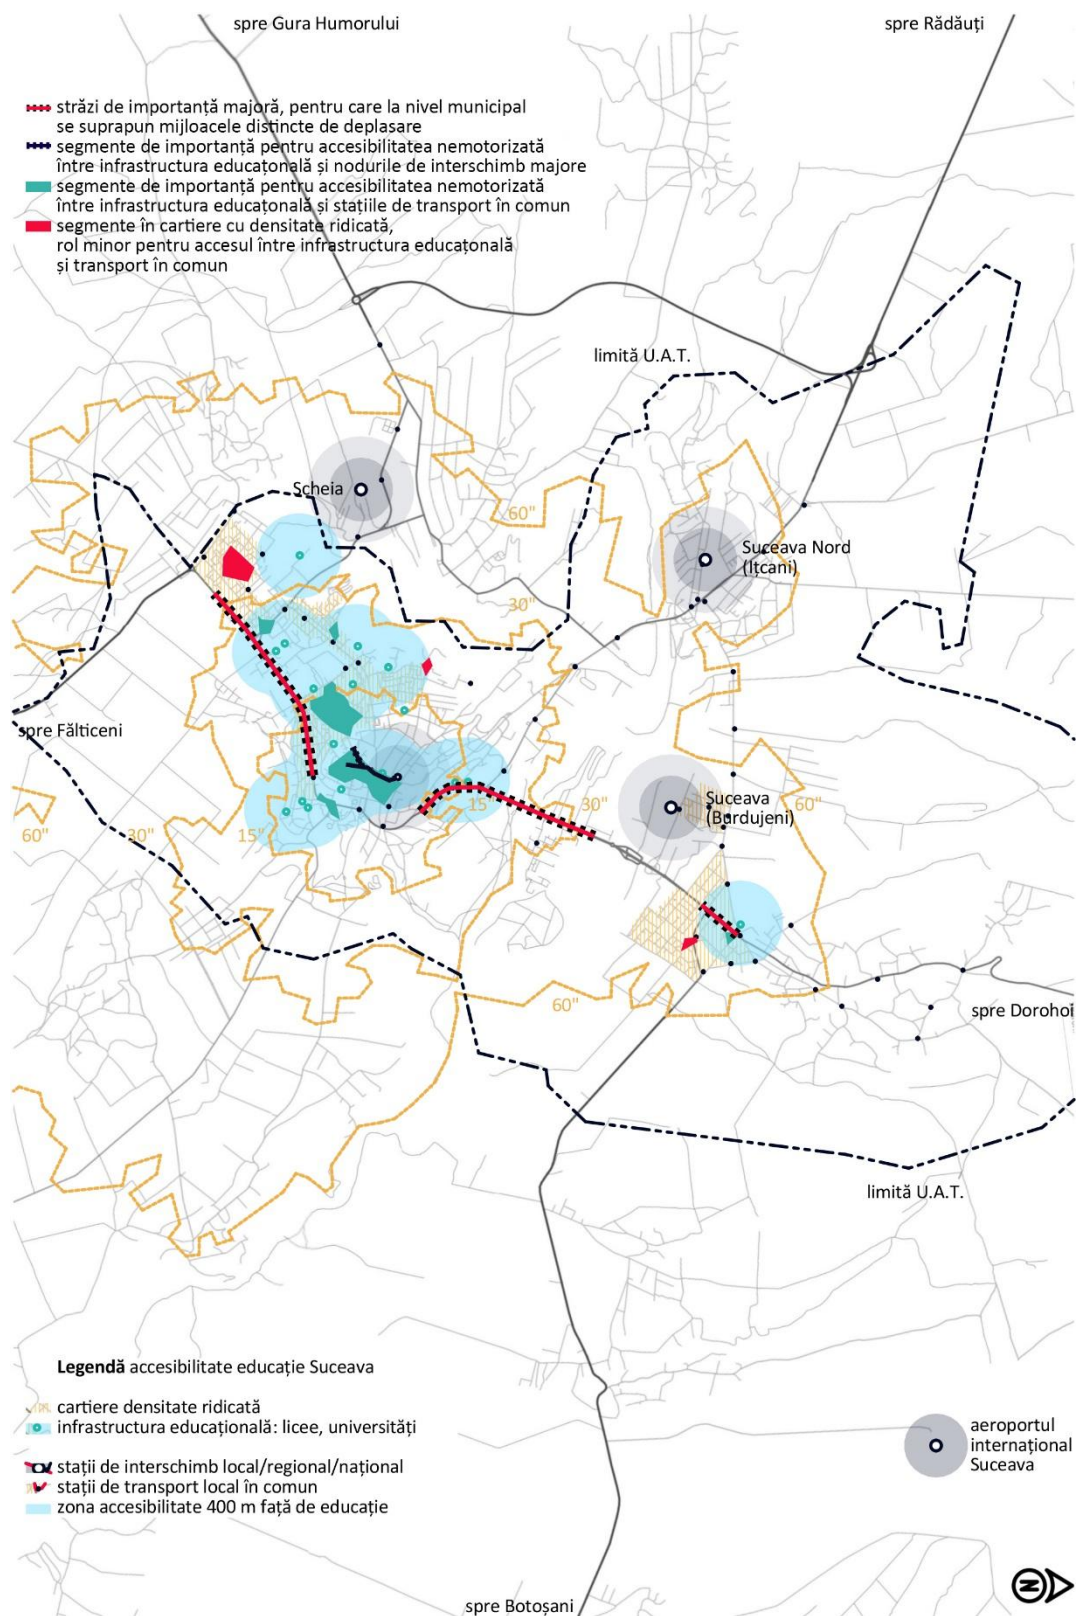 spre Gura Humorului
spre Rădăuți
străzi de importanță majoră, pentru care la nivel municipal
se suprapun mijloacele distincte de deplasare
segmente de importanță pentru accesibilitatea nemotorizată
între infrastructura educațonală și nodurile de interschimb majore
segmente de importanță pentru accesibilitatea nemotorizată
între infrastructura educațonală si stațiile de transport în comun
segmente în cartiere cu densitate ridicată,
rol minor pentru accesul între infrastructura educațonală
și transport în comun
limită U.A.T.
Scheia
60"
Suceava Nord
(Ițcani)
30"
spre Fălticeni
Suceava
(Burdujeni)
60"
30"
15"
15"
30"
60"
60"
spre Dorohoi
limită U.A.T.
Legendă accesibilitate educație Suceava
cartiere densitate ridicată
infrastructura educațională: licee, universități
stații de interschimb local/regional/național
stații de transport local în comun
zona accesibilitate 400 m față de educație
aeroportul
internațional
Suceava
N
spre Botoșani